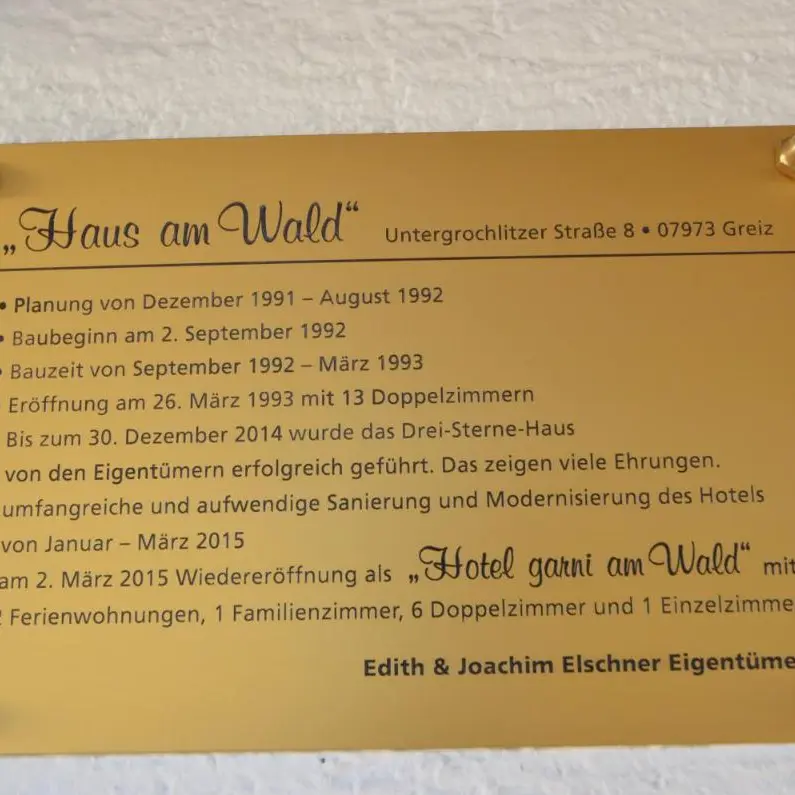 „Haus am Wald“ Untergrochlitzer Straße 8 • 07973 Greiz
• Planung von Dezember 1991 – August 1992
• Baubeginn am 2. September 1992
• Bauzeit von September 1992 – März 1993
Eröffnung am 26. März 1993 mit 13 Doppelzimmern
Bis zum 30. Dezember 2014 wurde das Drei-Sterne-Haus
von den Eigentümern erfolgreich geführt. Das zeigen viele Ehrungen.
umfangreiche und aufwendige Sanierung und Modernisierung des Hotels
von Januar – März 2015
am 2. März 2015 Wiedereröffnung als „Hotel garni am Wald“ mit
2 Ferienwohnungen, 1 Familienzimmer, 6 Doppelzimmer und 1 Einzelzimme
Edith & Joachim Elschner Eigentüme